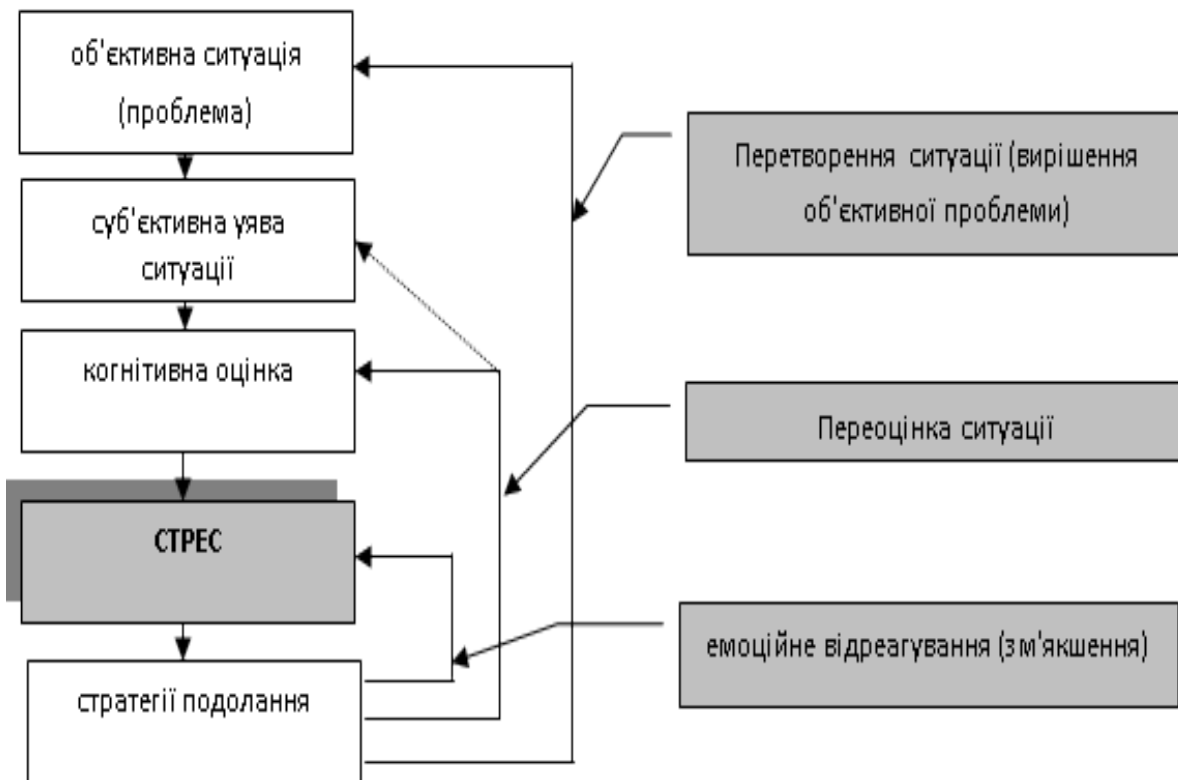 об'єктивна ситуація
(проблема)
суб'єктивна уява
ситуації
когнітивна оцінка
СТРЕС
стратегії подолання
Перетворення ситуації (вирішення
об'єктивної проблеми)
Переоцінка ситуації
емоційне відреагування (зм'якшення)